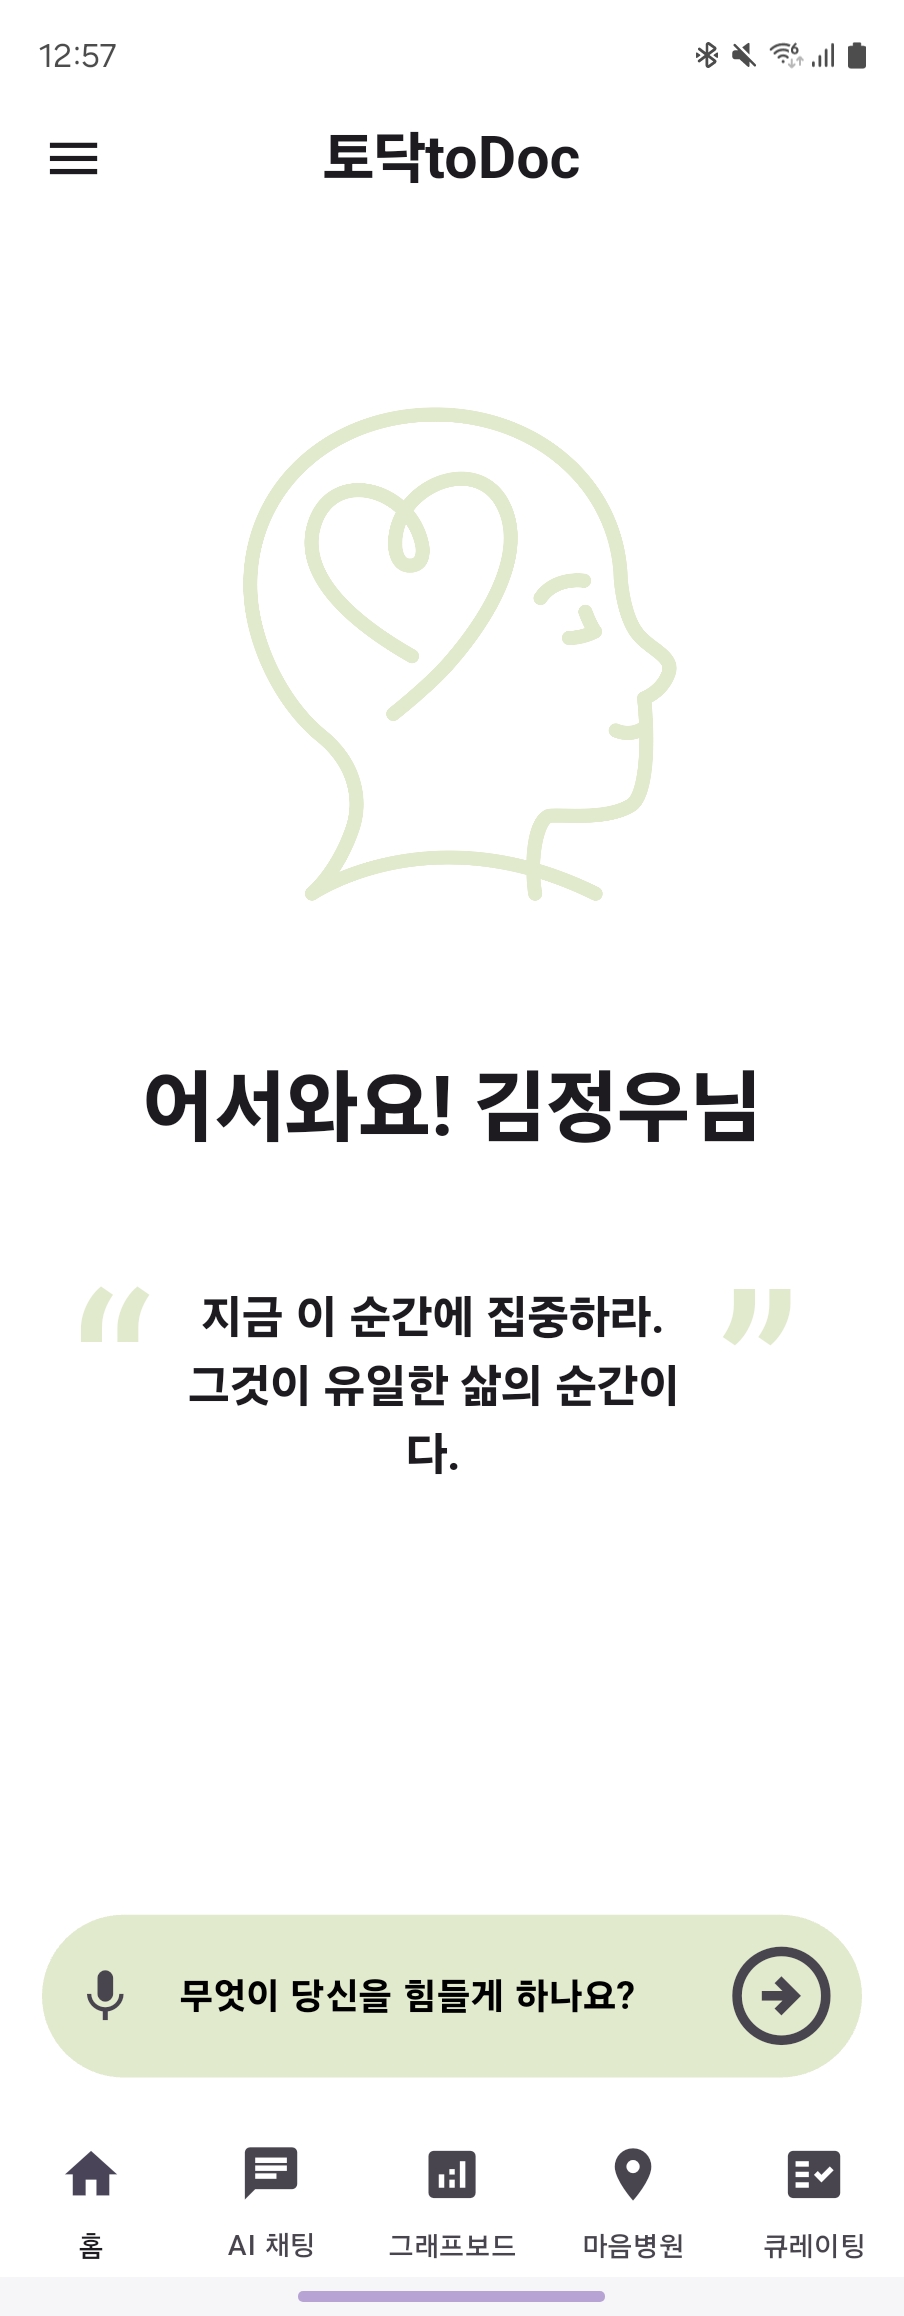 12:57
토닥toDoc
어서와요! 김정우님
“ 지금 이 순간에 집중하라. ”
그것이 유일한 삶의 순간이
다.
무엇이 당신을 힘들게 하나요?
홈 AI 채팅 그래프보드 마음병원 큐레이팅